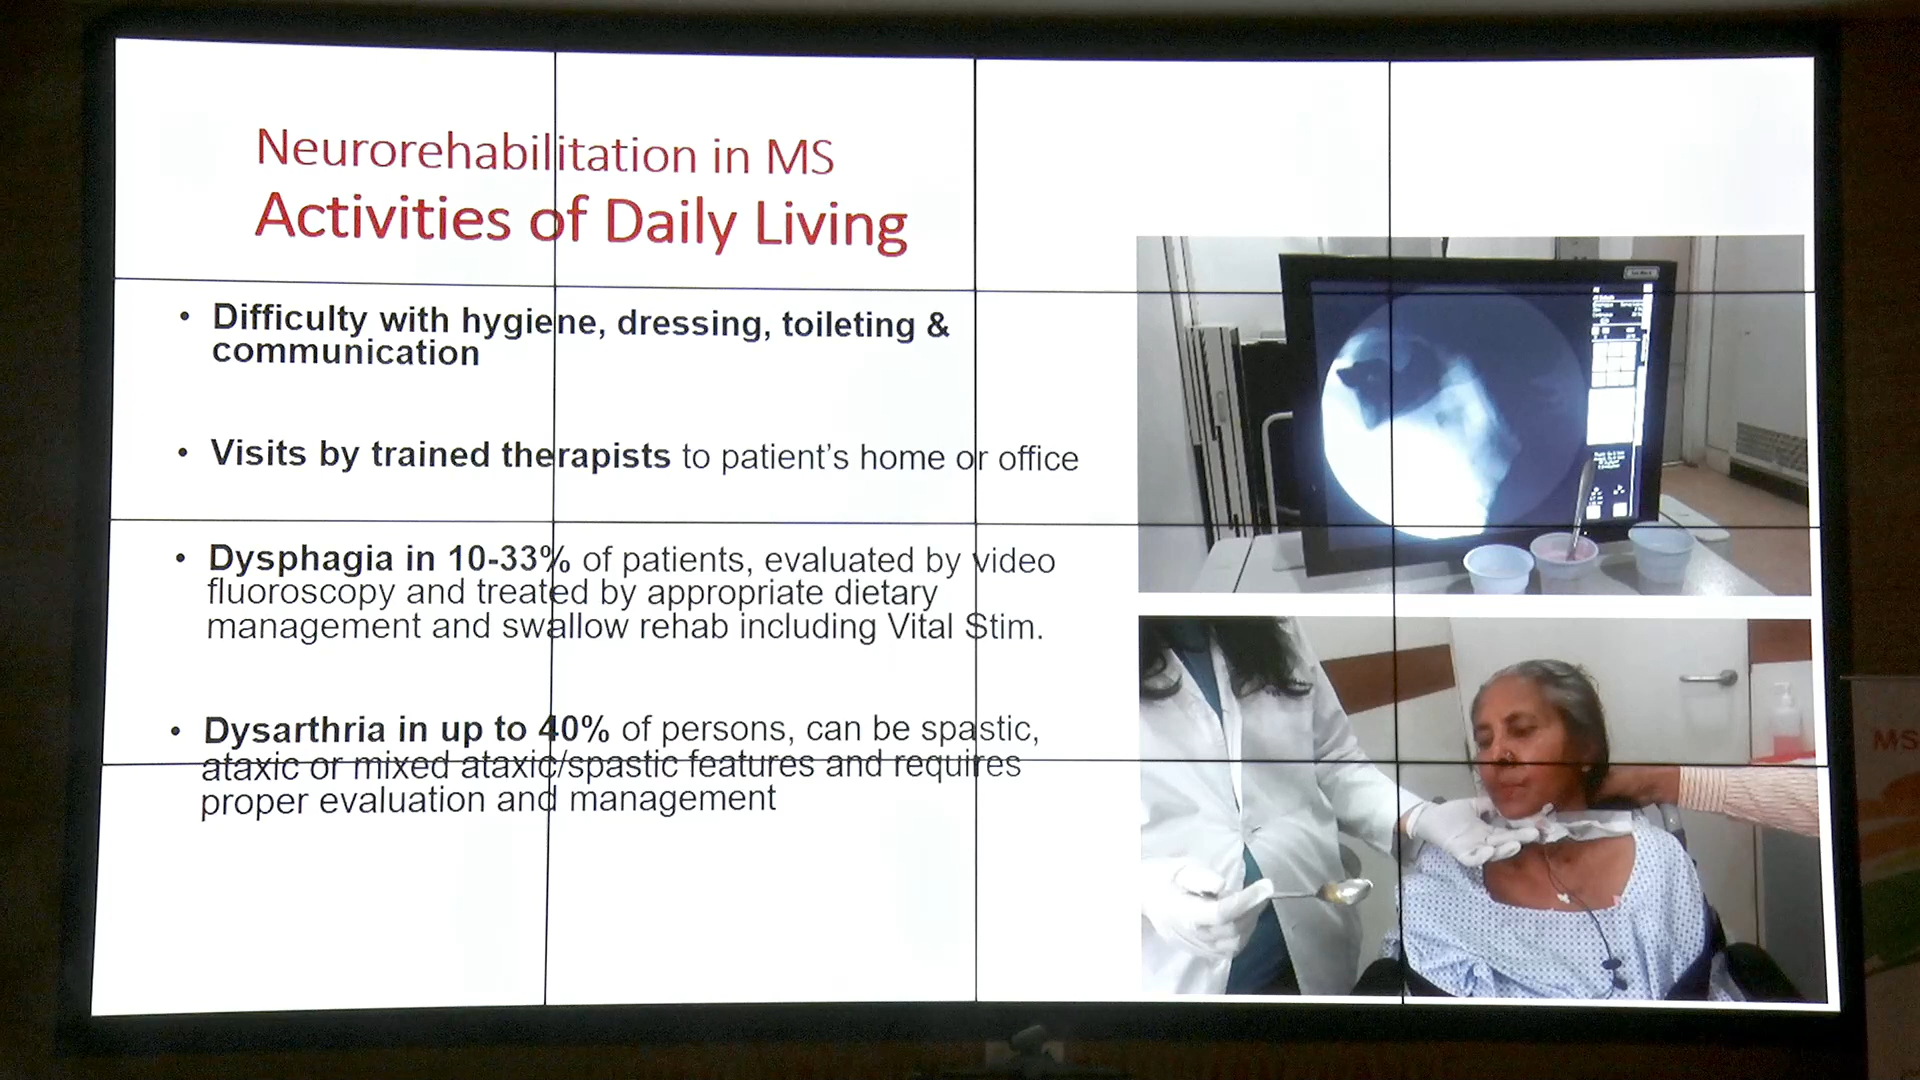 Neurorehabilitation in MS
Activities of Daily Living
• Difficulty with hygiene, dressing, toileting &
communication
• Visits by trained therapists to patient's home or office
• Dysphagia in 10-33% of patients, evaluated by video
fluoroscopy and treated by appropriate dietary
management and swallow rehab including Vital Stim.
• Dysarthria in up to 40% of persons, can be spastic,
ataxic or mixed ataxic/spastic features and requires
proper evaluation and management
MS